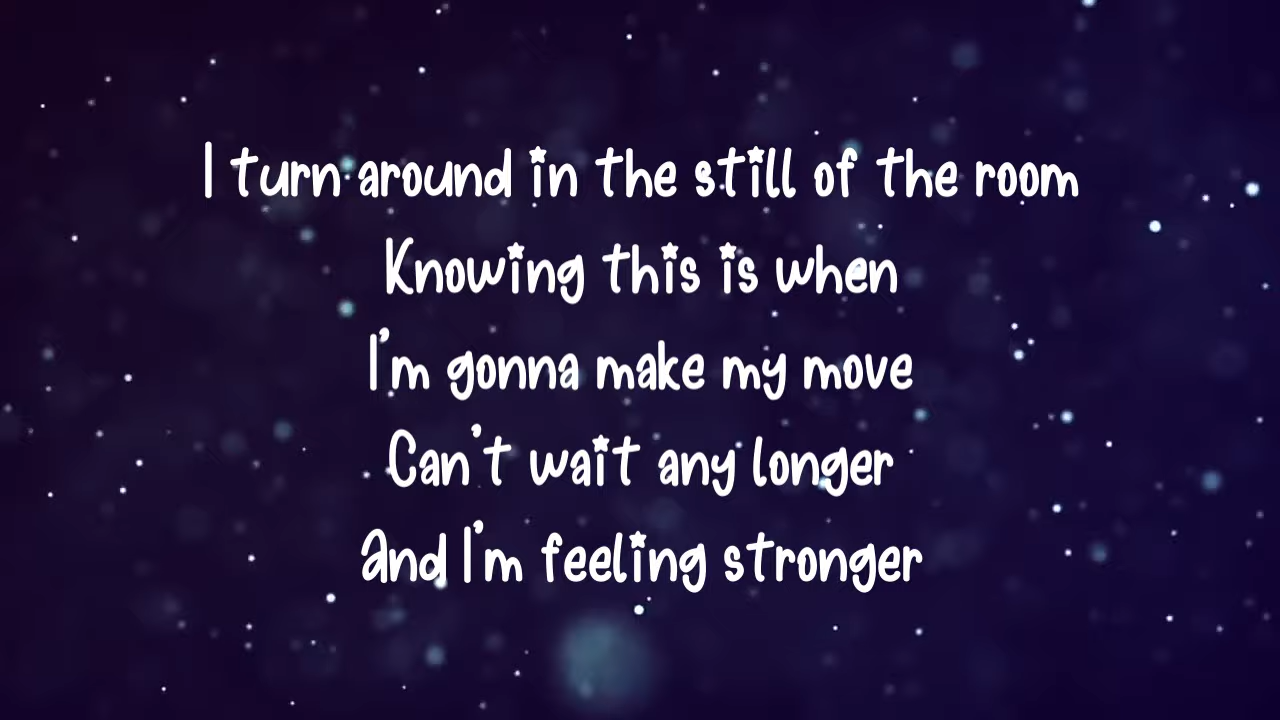 I turn around in the still of the room
Knowing this is when
I'm gonna make my move
Can't wait any longer
And I'm feeling stronger